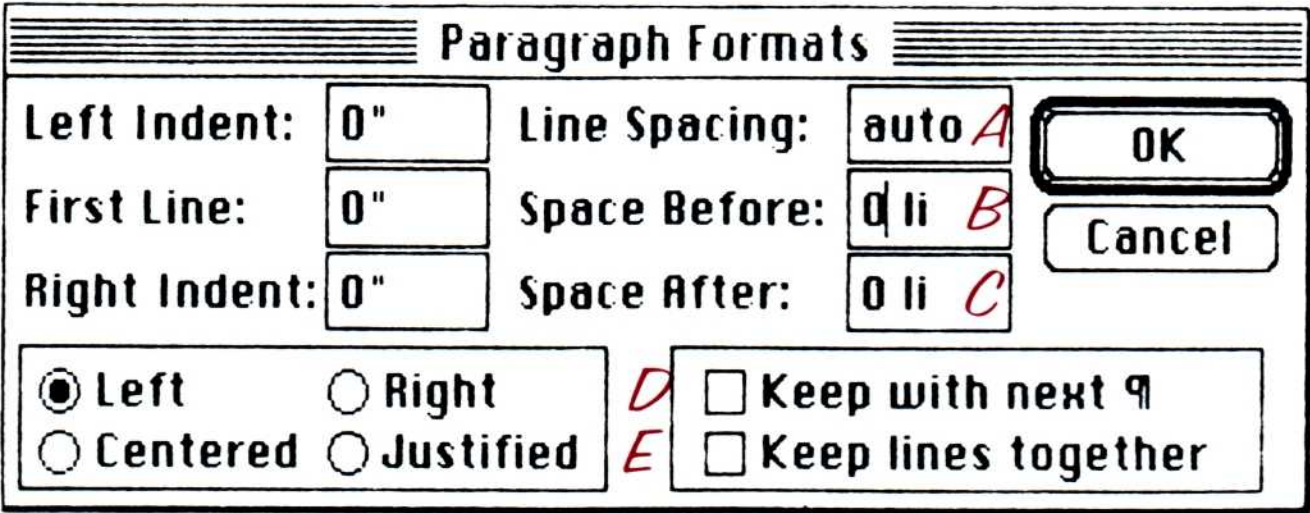 Paragraph Formats
Left Indent: 0" Line Spacing: auto A OK
First Line: 0" Space Before: 0 li B Cancel
Right Indent: 0" Space After: 0 li C
Left Right D Keep with next ¶
Centered Justified E Keep lines together